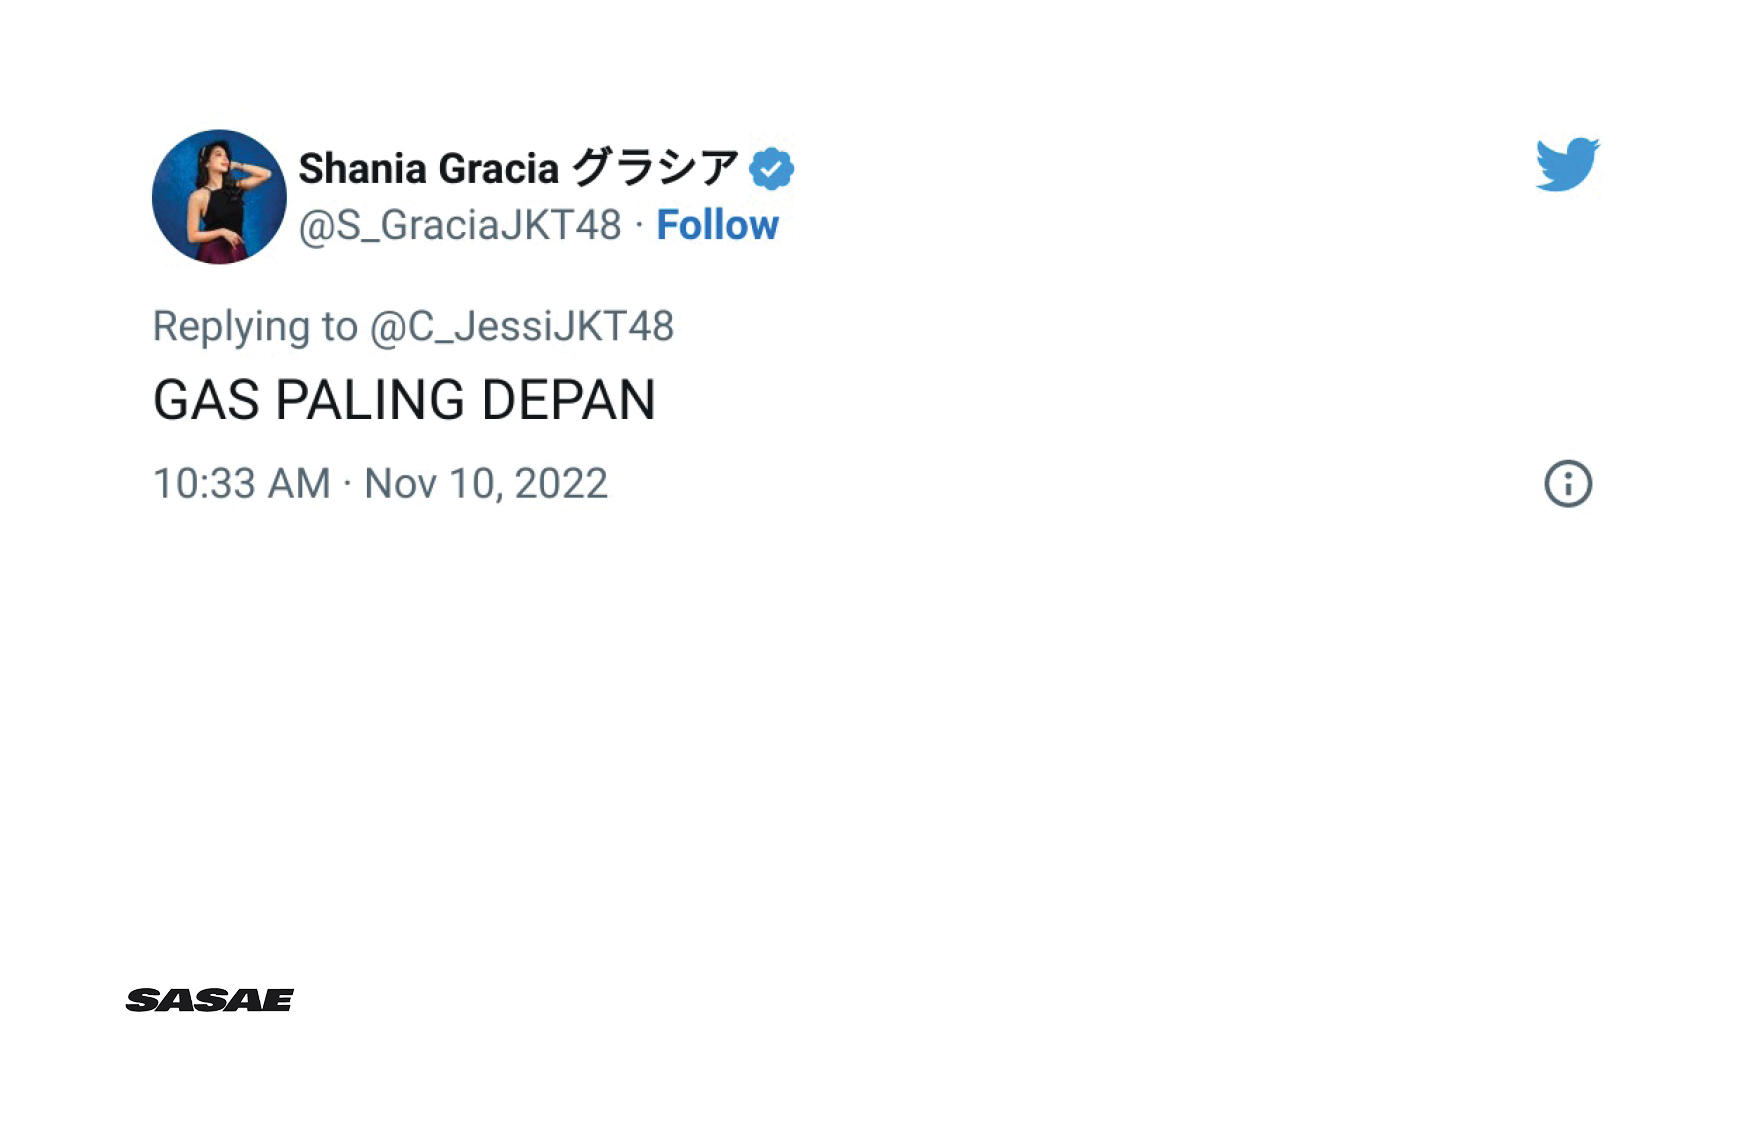 Shania Gracia グラシア
@S_GraciaJKT48 · Follow
Replying to @C_JessiJKT48
GAS PALING DEPAN
10:33 AM · Nov 10, 2022
SASAE